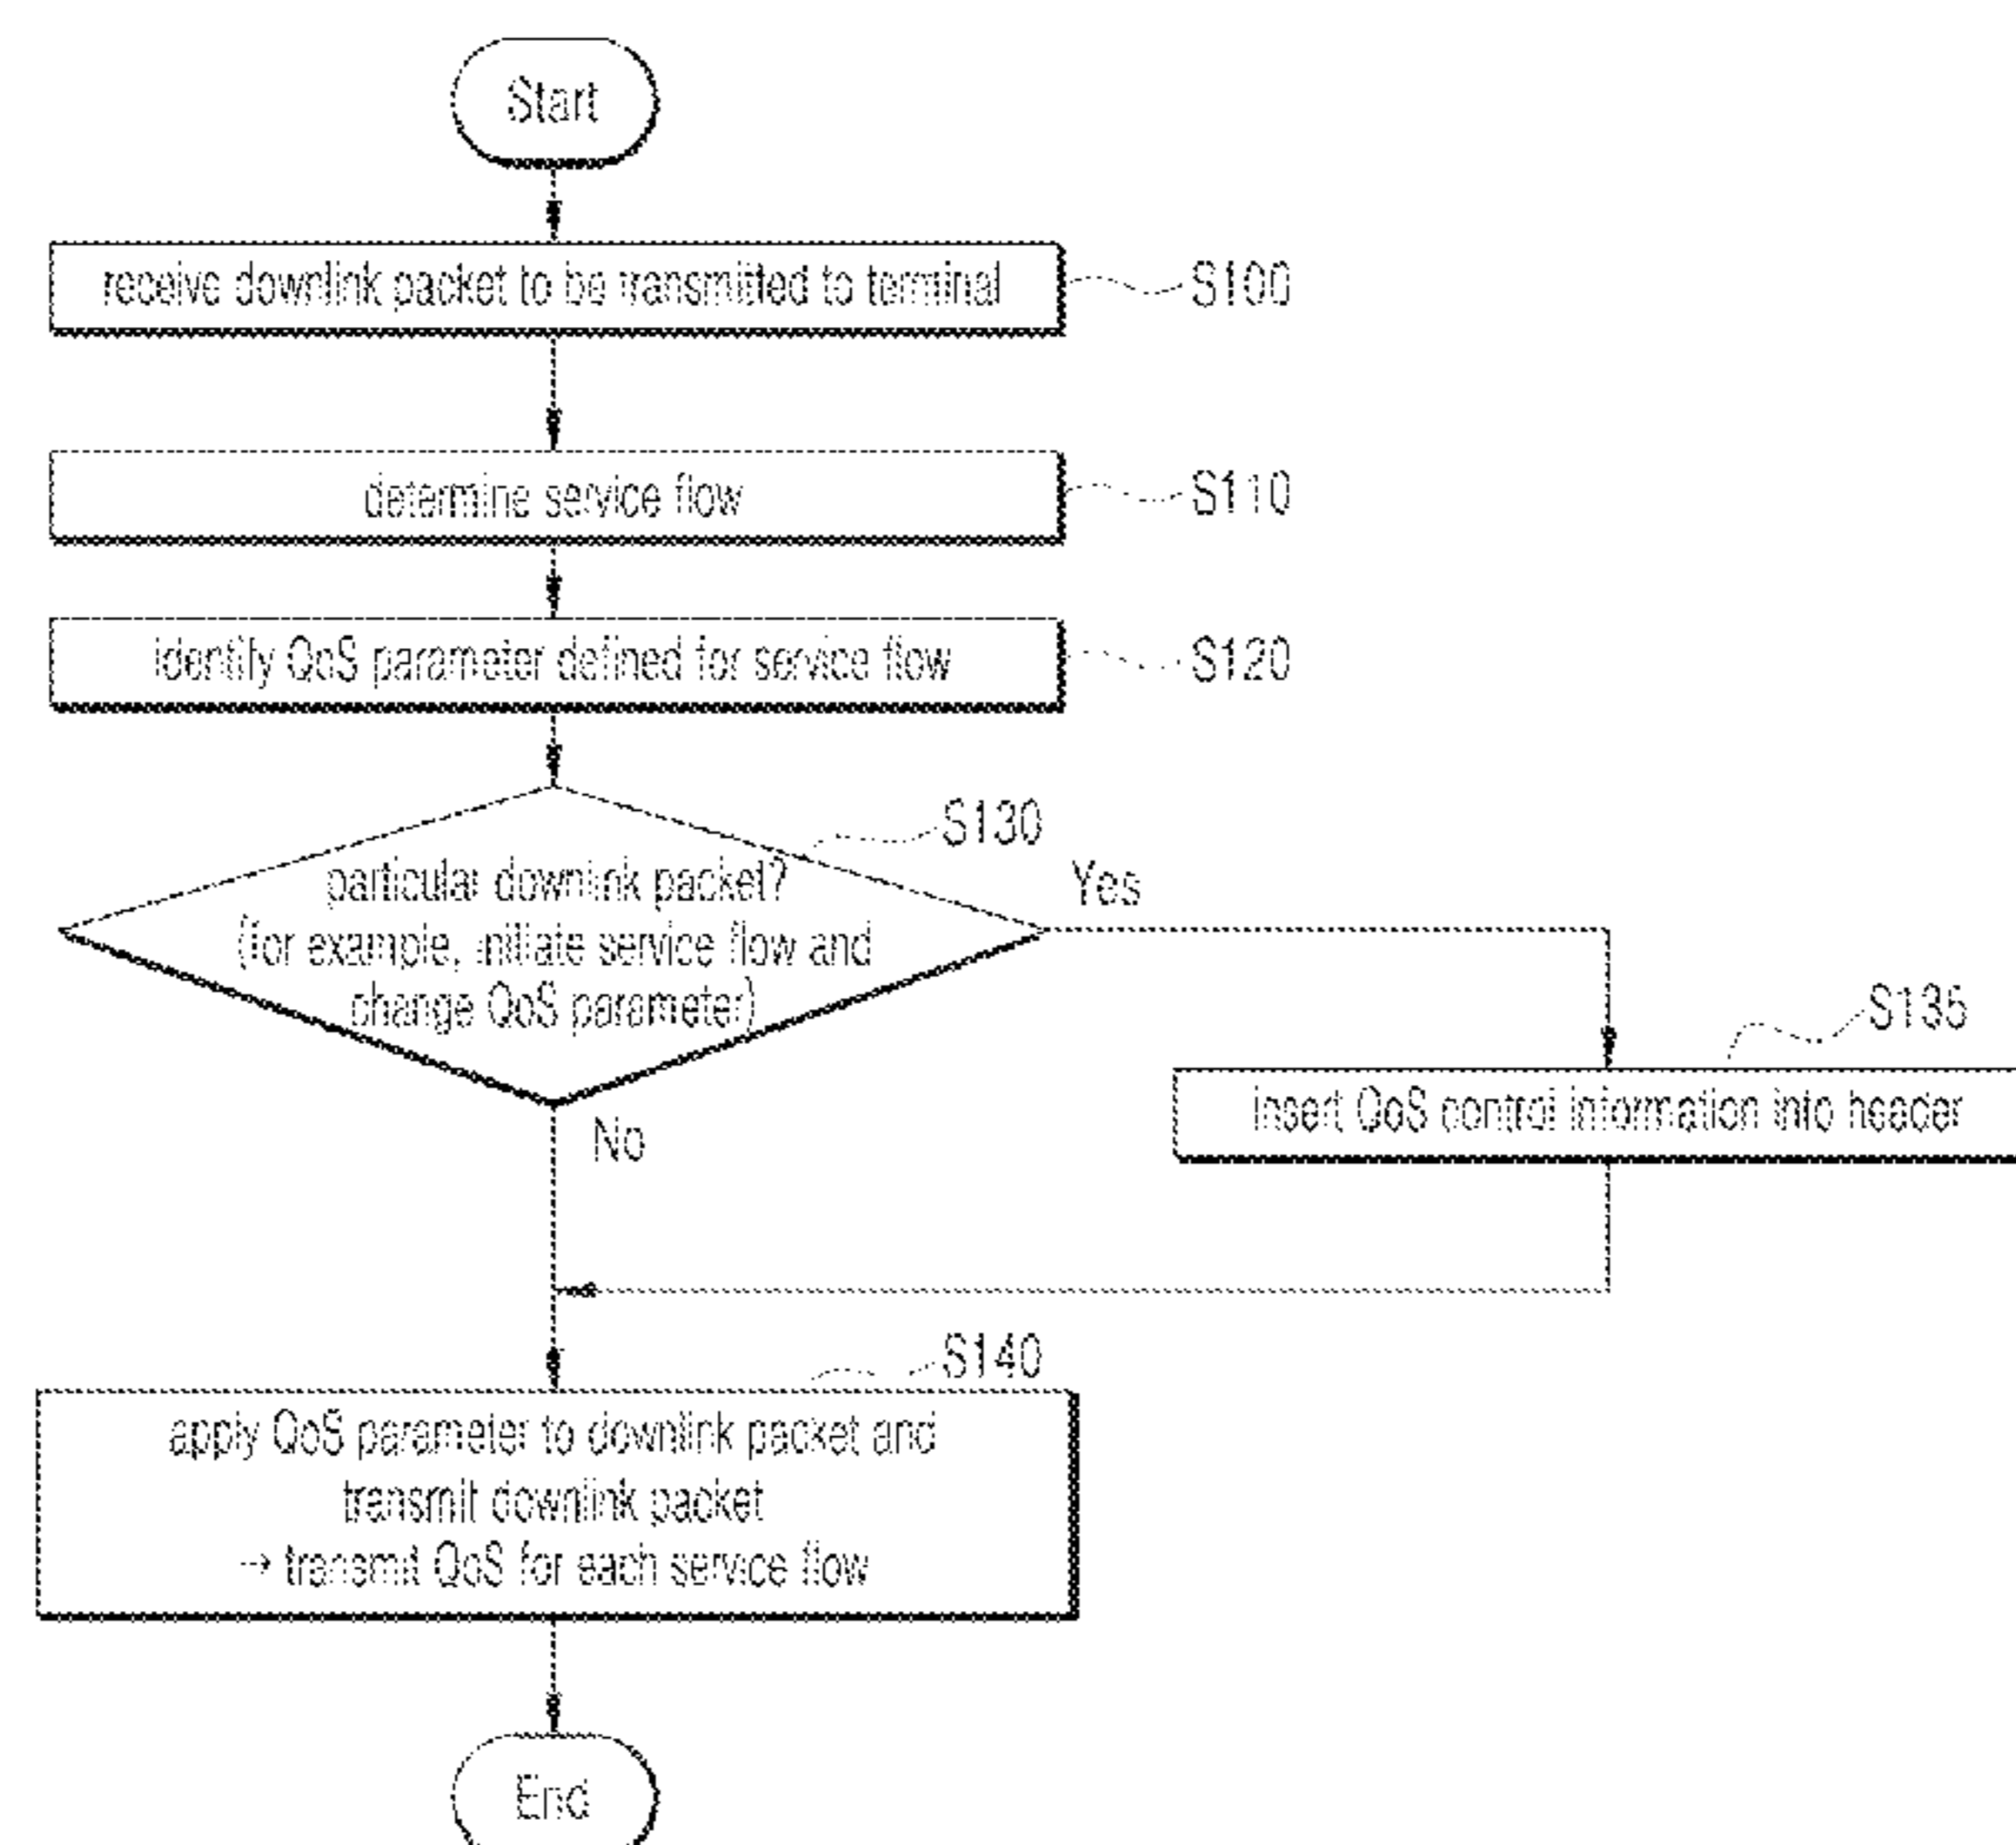 Start
receive downlink packet to be transmitted to terminal
S100
determine service flow
S110
identify QoS parameter defined for service flow
S120
S130
particular downlink packet?
(for example, initiate service flow and
change QoS parameter)
Yes
No
S135
insert QoS control information into header
S140
apply QoS parameter to downlink packet and
transmit downlink packet
→ transmit QoS for each service flow
End